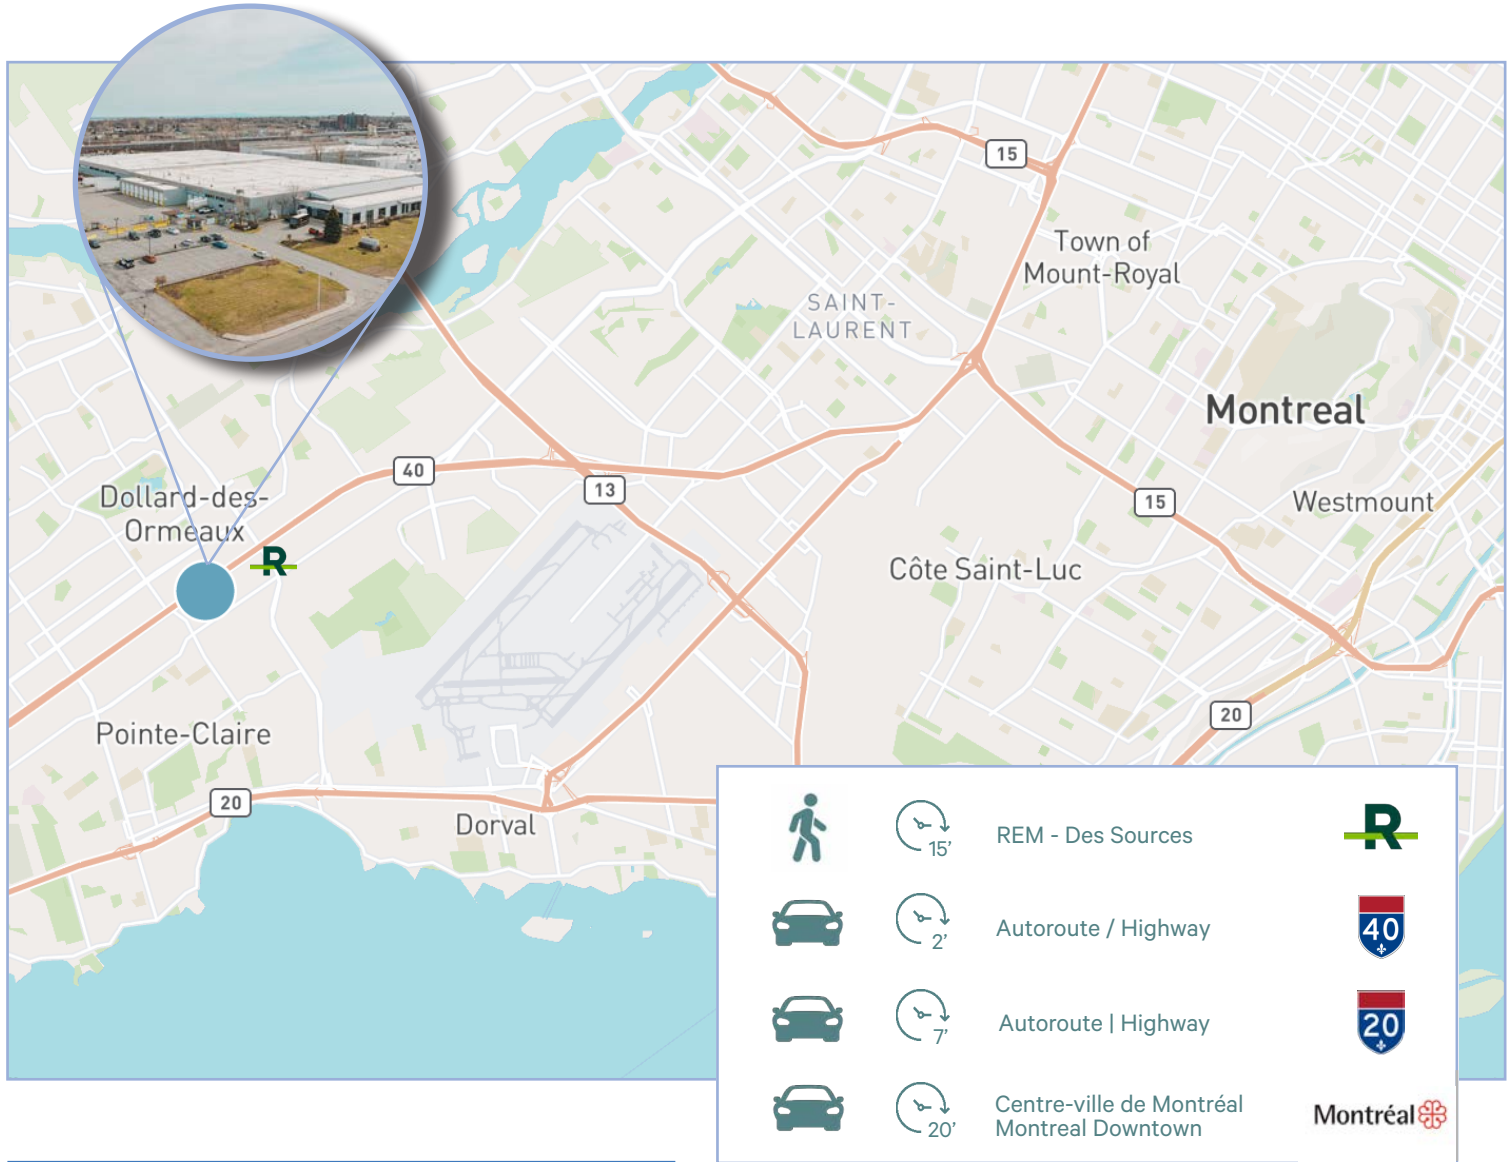 15
Town of
Mount-Royal
SAINT-
LAURENT
Montreal
40
13
Dollard-des-
Ormeaux
R
15
Westmount
Côte Saint-Luc
20
Pointe-Claire
20
Dorval
15’ REM - Des Sources R
2’ Autoroute / Highway 40
7’ Autoroute | Highway 20
20’ Centre-ville de Montréal
Montreal Downtown
Montréal